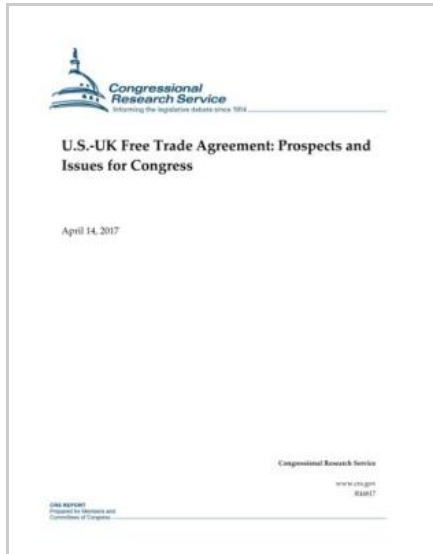 Congressional
Research Service
Informing the legislative debate since 1914
U.S.-UK Free Trade Agreement: Prospects and
Issues for Congress
April 14, 2017
Congressional Research Service
www.crs.gov
R44817
CRS REPORT
Prepared for Members and
Committees of Congress